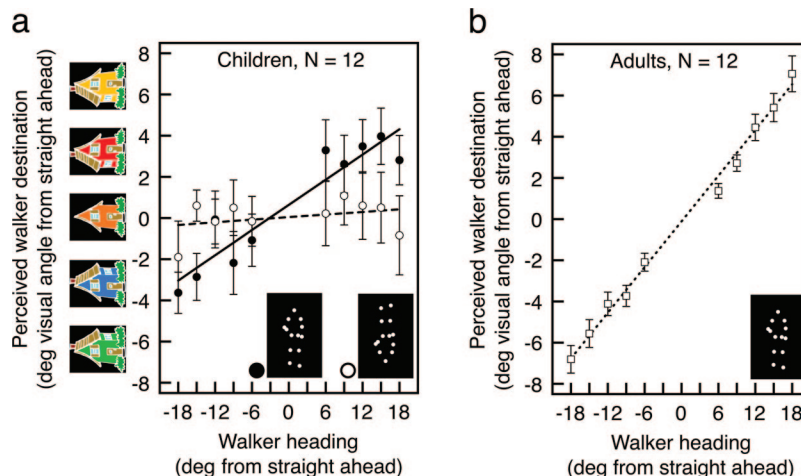 a
Children, N = 12
Perceived walker destination
(deg visual angle from straight ahead)
8
6
4
2
0
-2
-4
-6
-8
-18 -12 -6 0 6 12 18
Walker heading
(deg from straight ahead)
b
Adults, N = 12
Perceived walker destination
(deg visual angle from straight ahead)
8
6
4
2
0
-2
-4
-6
-8
-18 -12 -6 0 6 12 18
Walker heading
(deg from straight ahead)